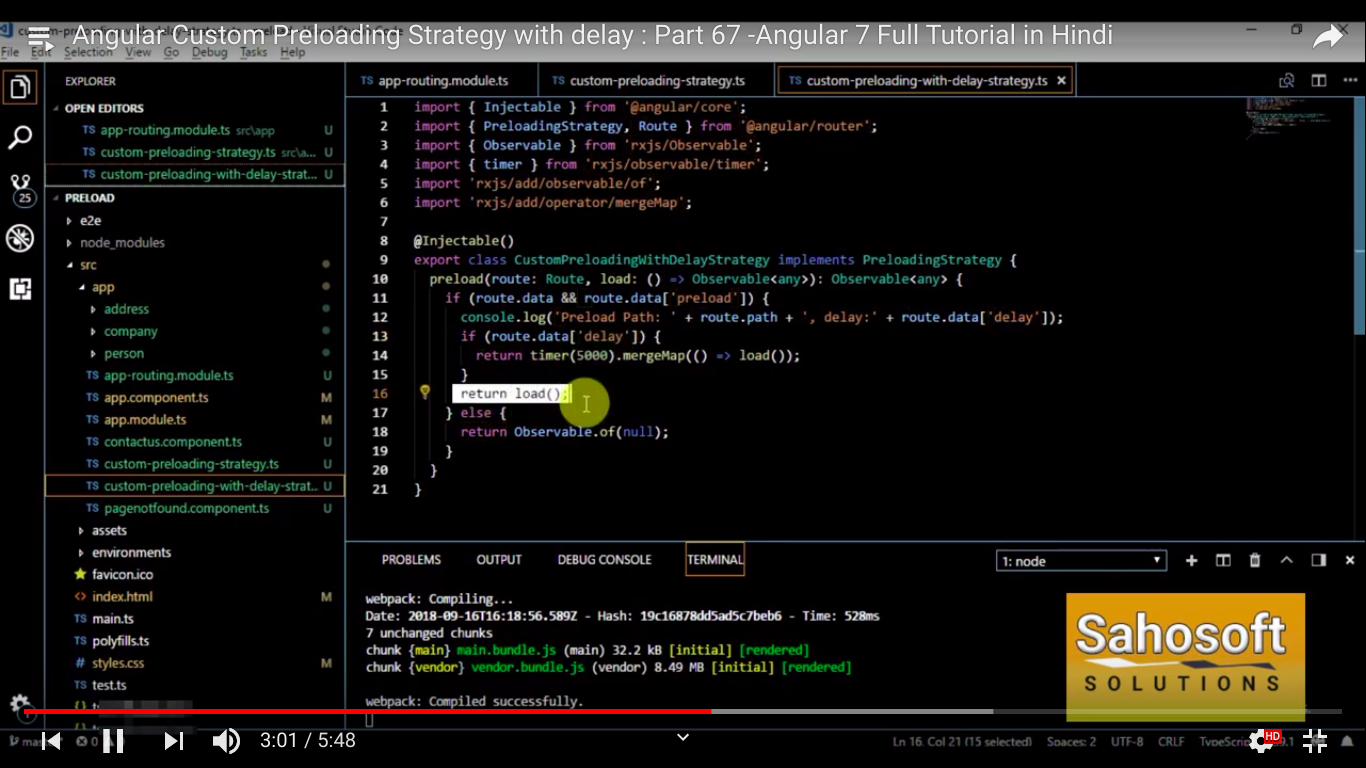 Angular Custom Preloading Strategy with delay : Part 67 -Angular 7 Full Tutorial in Hindi
File Edit Selection View Go Debug Tasks Help
EXPLORER
OPEN EDITORS
TS app-routing.module.ts src\app U
TS custom-preloading-strategy.ts src\a... U
TS custom-preloading-with-delay-strat... U
25
PRELOAD
e2e
node_modules
src
app
address
company
person
TS app-routing.module.ts U
TS app.component.ts M
TS app.module.ts M
TS contactus.component.ts U
TS custom-preloading-strategy.ts U
TS custom-preloading-with-delay-strat... U
TS pagenotfound.component.ts U
assets
environments
favicon.ico
<> index.html M
TS main.ts
TS polyfills.ts
# styles.css M
TS test.ts
TS app-routing.module.ts TS custom-preloading-strategy.ts TS custom-preloading-with-delay-strategy.ts
1 import { Injectable } from '@angular/core';
2 import { PreloadingStrategy, Route } from '@angular/router';
3 import { Observable } from 'rxjs/Observable';
4 import { timer } from 'rxjs/observable/timer';
5 import 'rxjs/add/observable/of';
6 import 'rxjs/add/operator/mergeMap';
7
8 @Injectable()
9 export class CustomPreloadingWithDelayStrategy implements PreloadingStrategy {
10 preload(route: Route, load: () => Observable<any>): Observable<any> {
11 if (route.data && route.data['preload']) {
12 console.log('Preload Path: ' + route.path + ', delay:' + route.data['delay']);
13 if (route.data['delay']) {
14 return timer(5000).mergeMap(() => load());
15 }
16 return load();
17 } else {
18 return Observable.of(null);
19 }
20 }
21 }
PROBLEMS OUTPUT DEBUG CONSOLE TERMINAL 1: node
webpack: Compiling...
Date: 2018-09-16T16:18:56.589Z - Hash: 19c16878dd5ad5c7beb6 - Time: 528ms
7 unchanged chunks
chunk {main} main.bundle.js (main) 32.2 kB [initial] [rendered]
chunk {vendor} vendor.bundle.js (vendor) 8.49 MB [initial] [rendered]
webpack: Compiled successfully.
Sahosoft
SOLUTIONS
3:01 / 5:48
HD
Ln 16, Col 21 (15 selected) Spaces: 2 UTF-8 CRLF